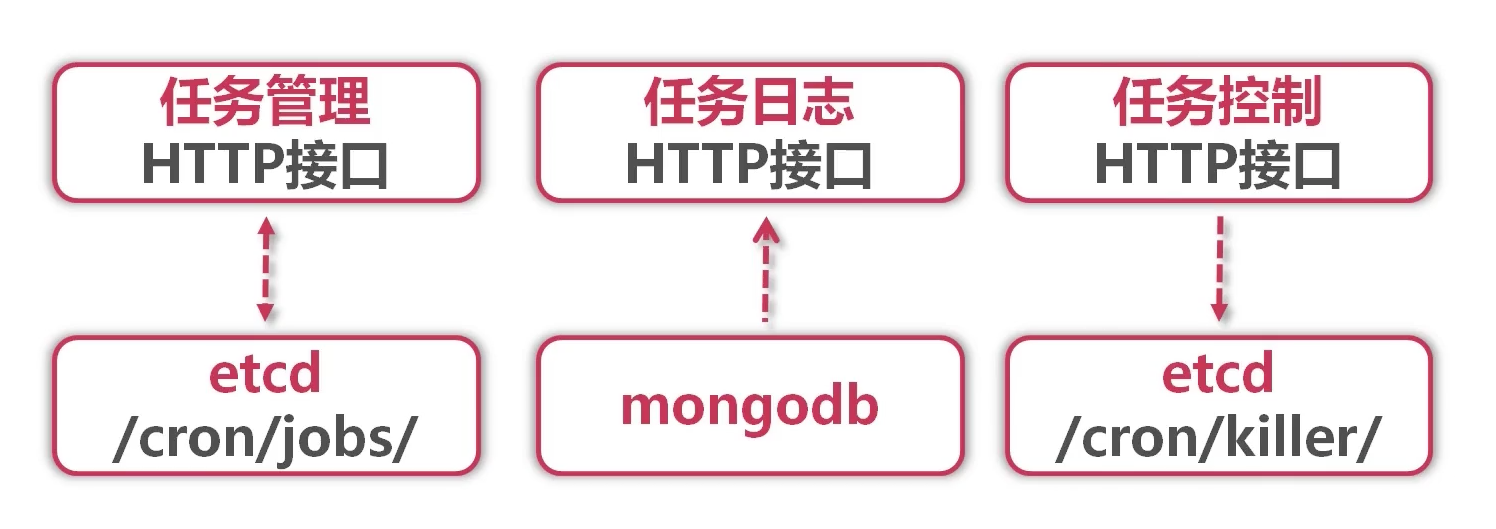 任务管理
HTTP接口
任务日志
HTTP接口
任务控制
HTTP接口
etcd
/cron/jobs/
mongodb
etcd
/cron/killer/